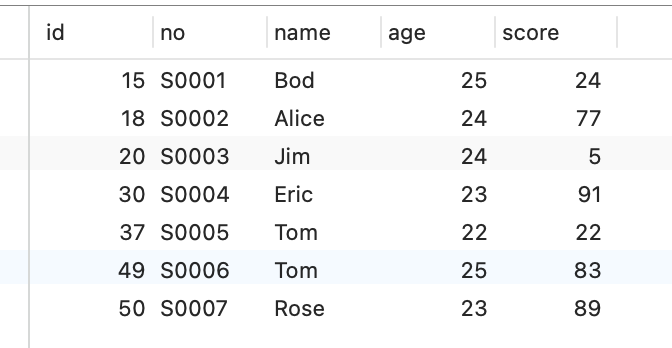 id no name age score
15 S0001 Bod 25 24
18 S0002 Alice 24 77
20 S0003 Jim 24 5
30 S0004 Eric 23 91
37 S0005 Tom 22 22
49 S0006 Tom 25 83
50 S0007 Rose 23 89